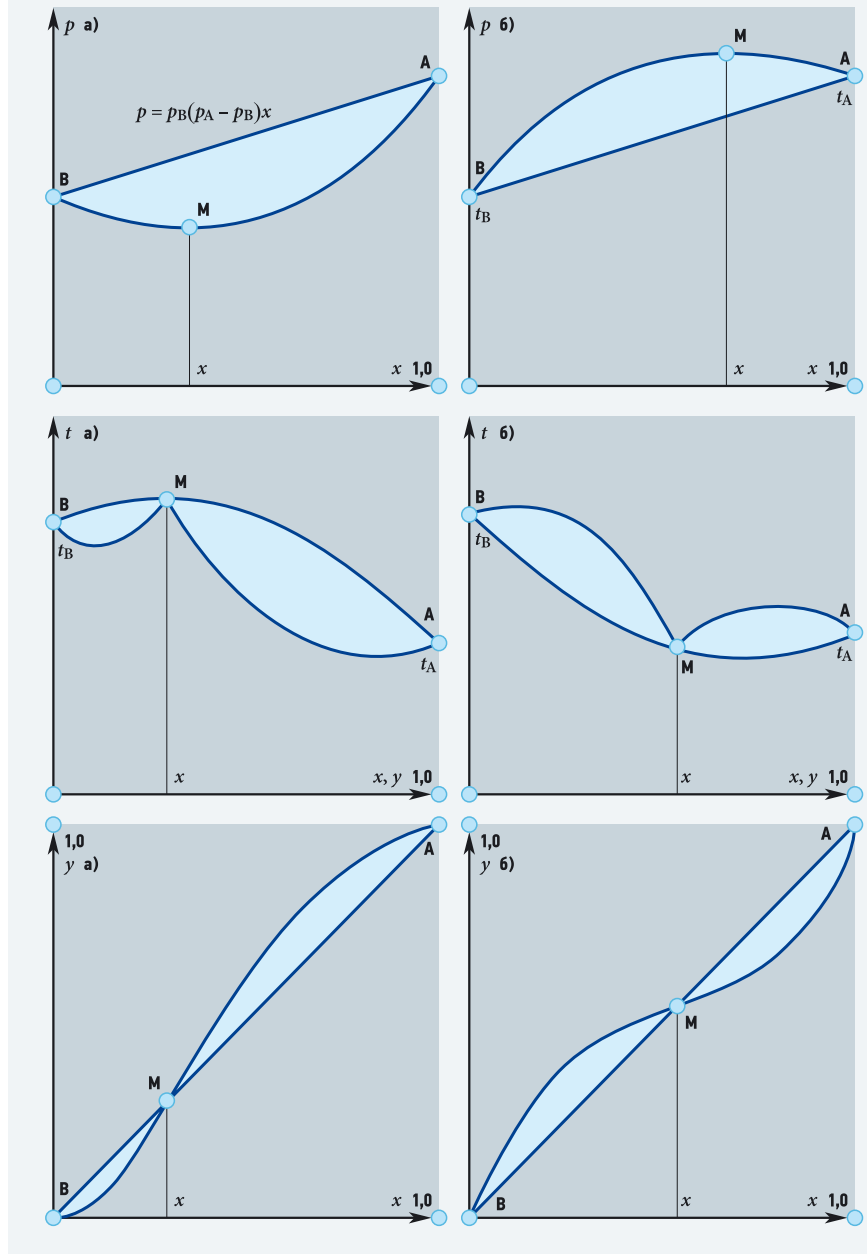 p а)
A
p = pB(pA – pB)x
B
M
x
x 1,0
p б)
M
A
tA
B
tB
x
x 1,0
t а)
M
B
tB
A
tA
x
x, y 1,0
t б)
B
tB
A
tA
M
x
x, y 1,0
1,0
y а)
A
M
B
x
x 1,0
1,0
y б)
A
M
B
x
x 1,0